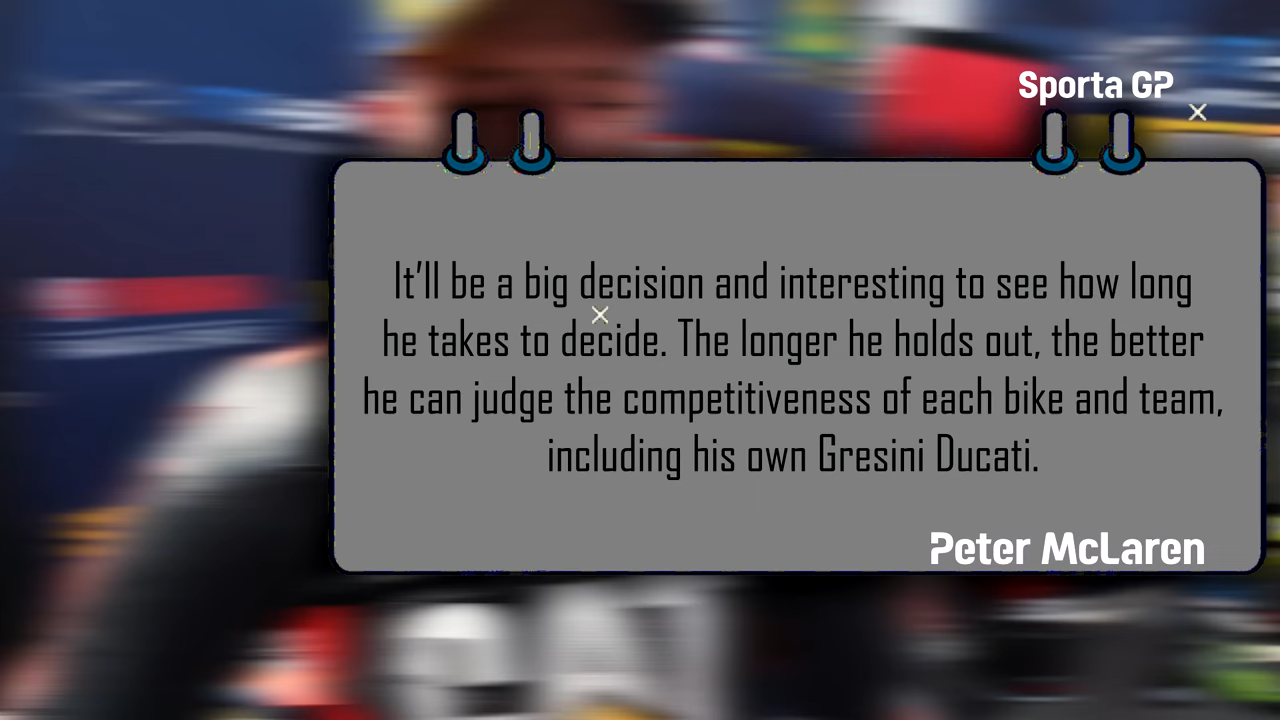 Sporta GP
It’ll be a big decision and interesting to see how long
he takes to decide. The longer he holds out, the better
he can judge the competitiveness of each bike and team,
including his own Gresini Ducati.
Peter McLaren